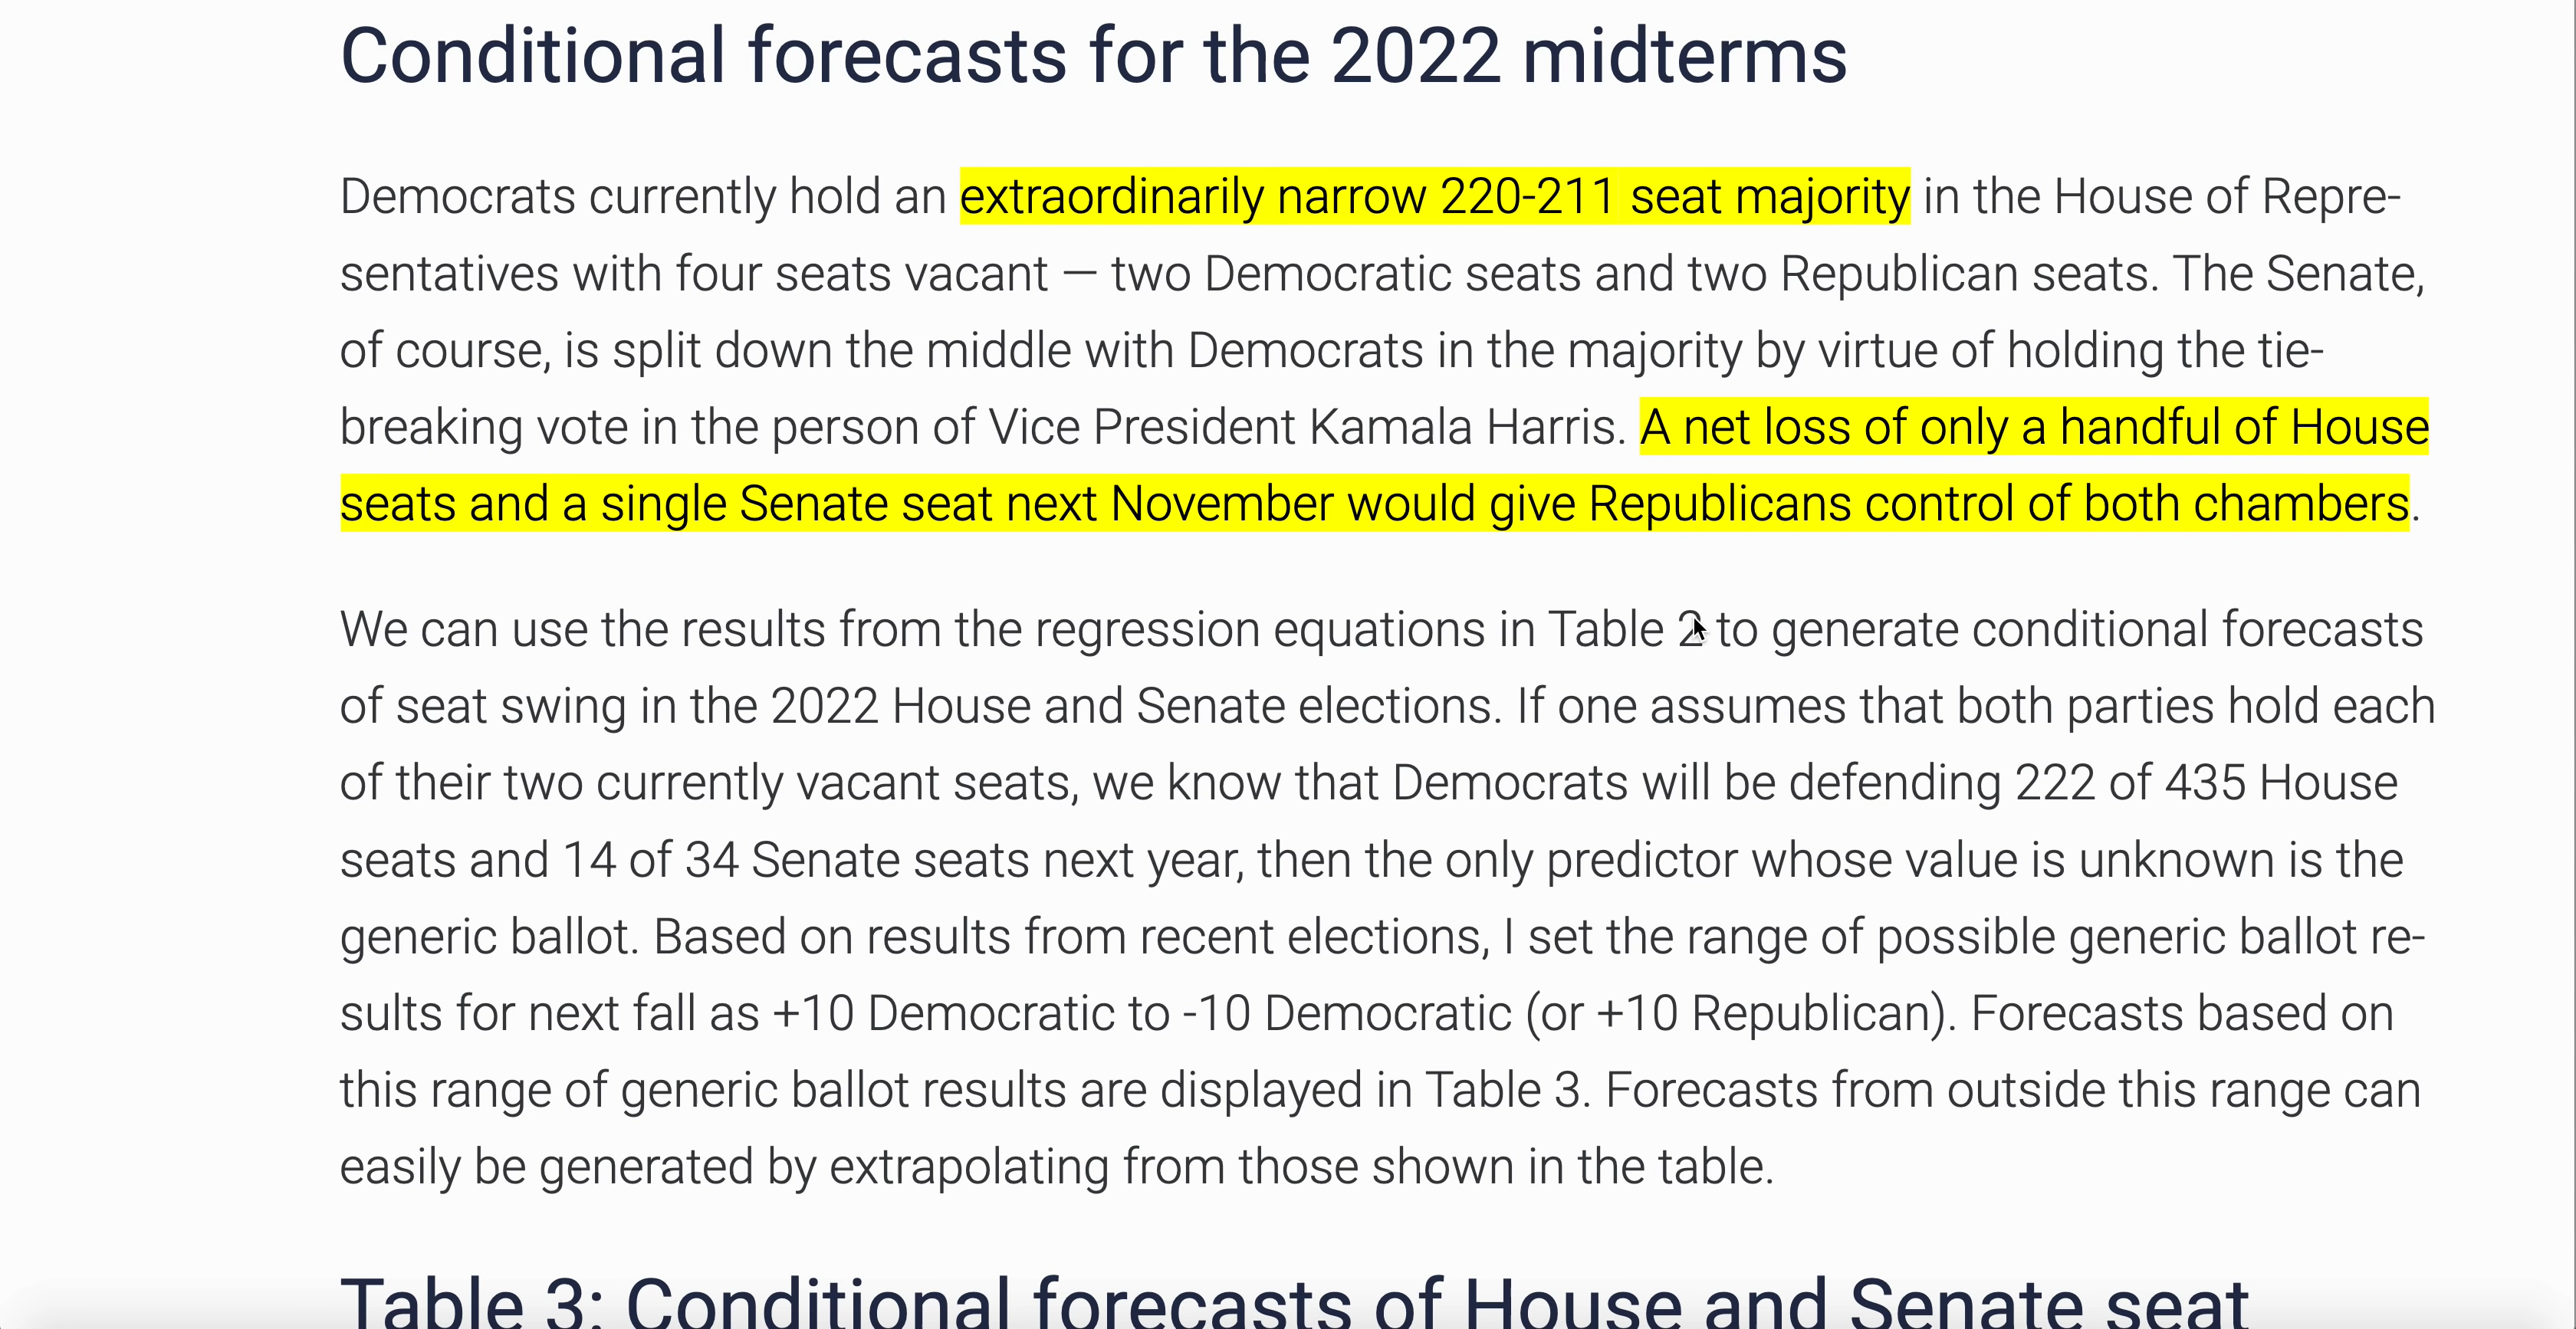 Conditional forecasts for the 2022 midterms
Democrats currently hold an extraordinarily narrow 220-211 seat majority in the House of Repre-
sentatives with four seats vacant — two Democratic seats and two Republican seats. The Senate,
of course, is split down the middle with Democrats in the majority by virtue of holding the tie-
breaking vote in the person of Vice President Kamala Harris. A net loss of only a handful of House
seats and a single Senate seat next November would give Republicans control of both chambers.
We can use the results from the regression equations in Table 2 to generate conditional forecasts
of seat swing in the 2022 House and Senate elections. If one assumes that both parties hold each
of their two currently vacant seats, we know that Democrats will be defending 222 of 435 House
seats and 14 of 34 Senate seats next year, then the only predictor whose value is unknown is the
generic ballot. Based on results from recent elections, I set the range of possible generic ballot re-
sults for next fall as +10 Democratic to -10 Democratic (or +10 Republican). Forecasts based on
this range of generic ballot results are displayed in Table 3. Forecasts from outside this range can
easily be generated by extrapolating from those shown in the table.
Table 3: Conditional forecasts of House and Senate seat